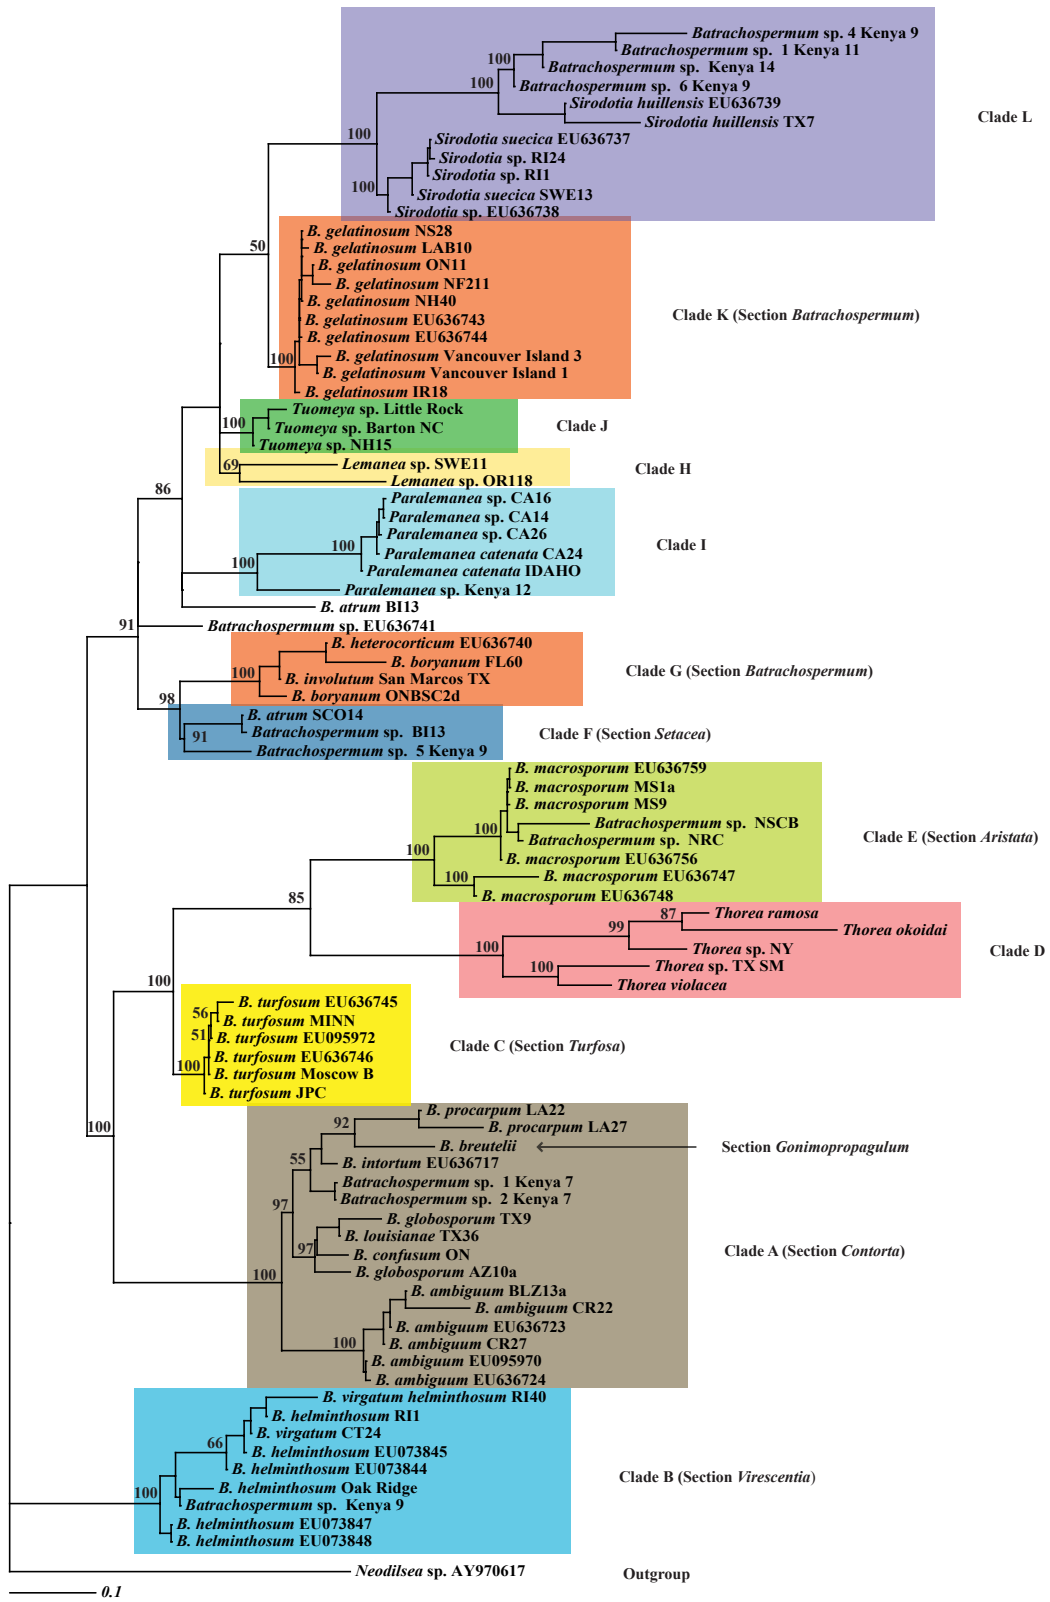 Batrachospermum sp. 4 Kenya 9
Batrachospermum sp. 1 Kenya 11
100
Batrachospermum sp. Kenya 14
100
Batrachospermum sp. 6 Kenya 9
Sirodotia huillensis EU636739
Clade L
Sirodotia huillensis TX7
100
Sirodotia suecica EU636737
Sirodotia sp. RI24
Sirodotia sp. RI1
100
Sirodotia suecica SWE13
Sirodotia sp. EU636738
B. gelatinosum NS28
50
B. gelatinosum LAB10
B. gelatinosum ON11
B. gelatinosum NF211
B. gelatinosum NH40
Clade K (Section Batrachospermum)
B. gelatinosum EU636743
B. gelatinosum EU636744
100
B. gelatinosum Vancouver Island 3
B. gelatinosum Vancouver Island 1
B. gelatinosum IR18
Tuomeya sp. Little Rock
100
Tuomeya sp. Barton NC
Clade J
Tuomeya sp. NH15
69
Lemanea sp. SWE11
Clade H
Lemanea sp. OR118
86
Paralemanea sp. CA16
Paralemanea sp. CA14
Paralemanea sp. CA26
100
Clade I
Paralemanea catenata CA24
100
Paralemanea catenata IDAHO
Paralemanea sp. Kenya 12
B. atrum BI13
91
Batrachospermum sp. EU636741
B. heterocorticum EU636740
B. boryanum FL60
Clade G (Section Batrachospermum)
100
B. involutum San Marcos TX
98
B. boryanum ONBSC2d
B. atrum SCO14
91
Batrachospermum sp. BI13
Clade F (Section Setacea)
Batrachospermum sp. 5 Kenya 9
B. macrosporum EU636759
B. macrosporum MS1a
B. macrosporum MS9
100
Batrachospermum sp. NSCB
Batrachospermum sp. NRC
Clade E (Section Aristata)
100
B. macrosporum EU636756
100
B. macrosporum EU636747
85
B. macrosporum EU636748
87
Thorea ramosa
99
Thorea okoidai
100
Thorea sp. NY
Clade D
100
Thorea sp. TX SM
100
Thorea violacea
B. turfosum EU636745
56
B. turfosum MINN
51
B. turfosum EU095972
Clade C (Section Turfosa)
B. turfosum EU636746
100
B. turfosum Moscow B
B. turfosum JPC
100
92
B. procarpum LA22
B. procarpum LA27
B. breutelii
Section Gonimopropagulum
55
B. intortum EU636717
Batrachospermum sp. 1 Kenya 7
Batrachospermum sp. 2 Kenya 7
97
B. globosporum TX9
B. louisianae TX36
97
B. confusum ON
Clade A (Section Contorta)
100
B. globosporum AZ10a
B. ambiguum BLZ13a
B. ambiguum CR22
B. ambiguum EU636723
100
B. ambiguum CR27
B. ambiguum EU095970
B. ambiguum EU636724
B. virgatum helminthosum RI40
B. helminthosum RI1
B. virgatum CT24
66
B. helminthosum EU073845
B. helminthosum EU073844
Clade B (Section Virescentia)
B. helminthosum Oak Ridge
100
Batrachospermum sp. Kenya 9
B. helminthosum EU073847
B. helminthosum EU073848
Neodilsea sp. AY970617
Outgroup
0.1